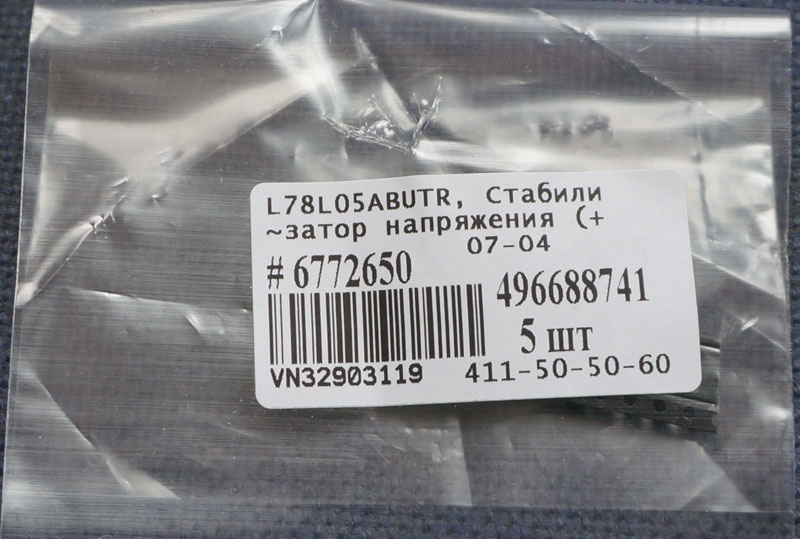 L78L05ABUTR, Стабили
~затор напряжения (+
07-04
# 6772650
496688741
5 шт
VN32903119
411-50-50-60